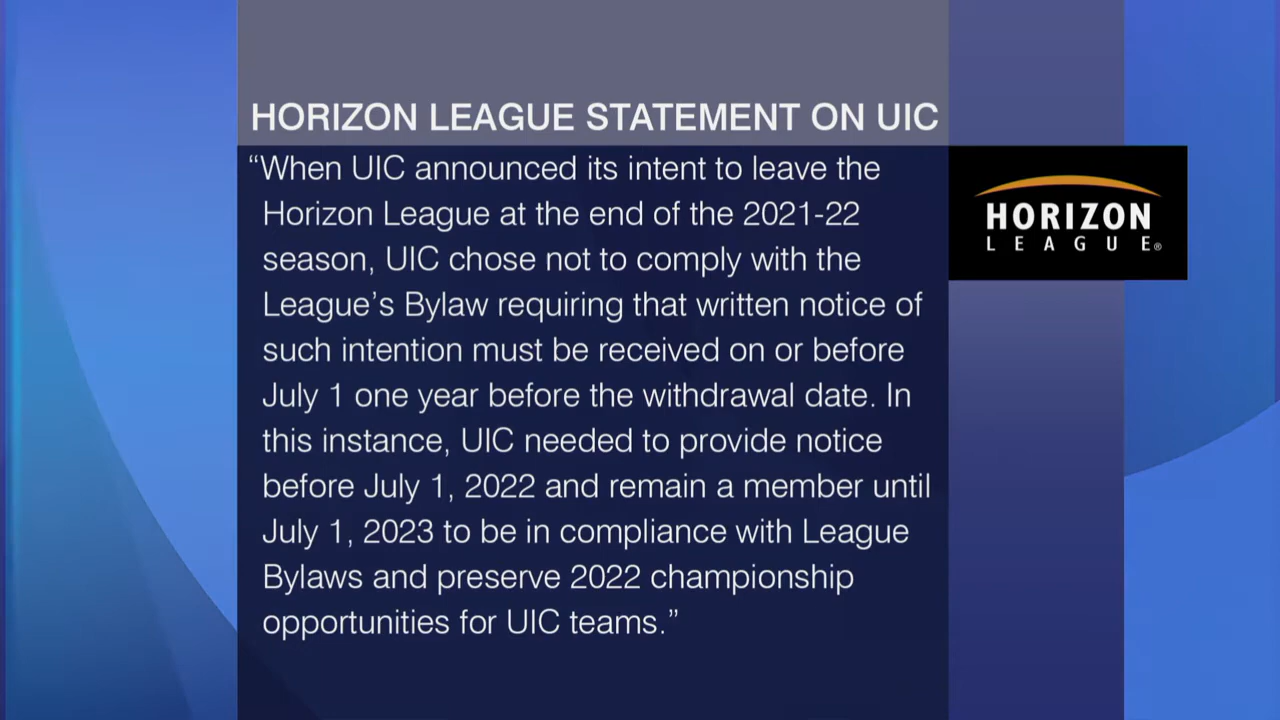 HORIZON LEAGUE STATEMENT ON UIC
“When UIC announced its intent to leave the
Horizon League at the end of the 2021-22
season, UIC chose not to comply with the
League’s Bylaw requiring that written notice of
such intention must be received on or before
July 1 one year before the withdrawal date. In
this instance, UIC needed to provide notice
before July 1, 2022 and remain a member until
July 1, 2023 to be in compliance with League
Bylaws and preserve 2022 championship
opportunities for UIC teams.”
HORIZON
LEAGUE®